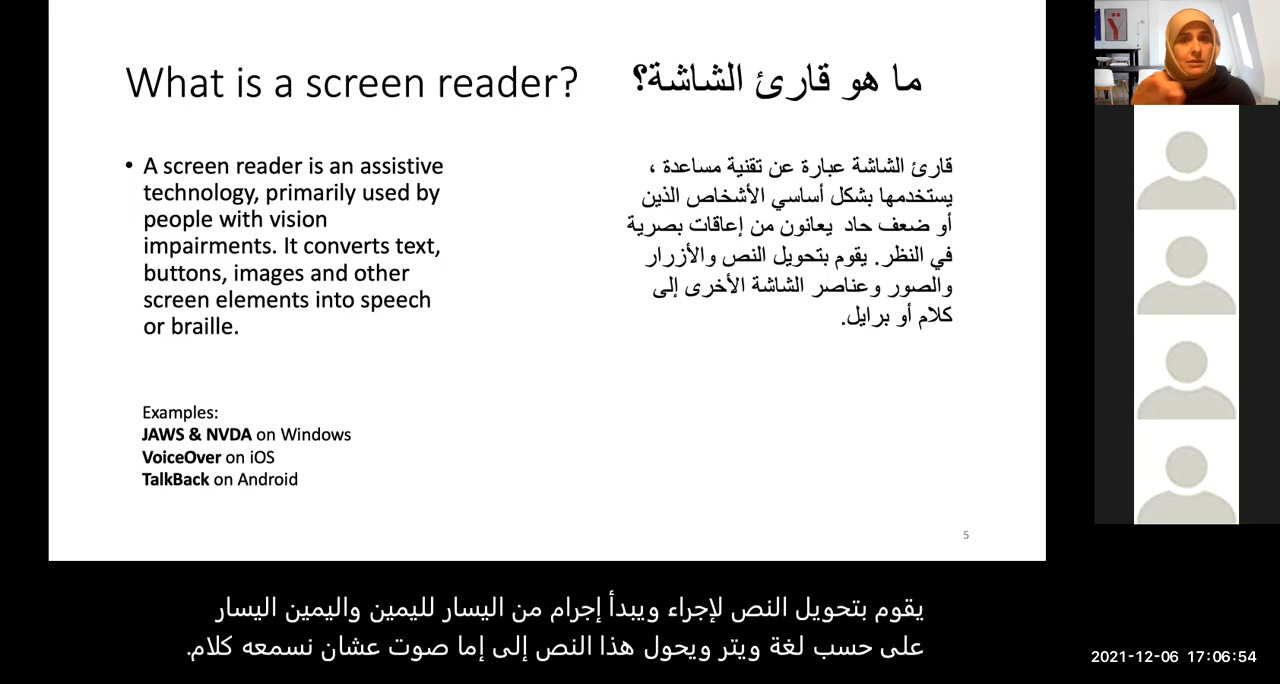 What is a screen reader?
ما هو قارئ الشاشة؟
• A screen reader is an assistive
technology, primarily used by
people with vision
impairments. It converts text,
buttons, images and other
screen elements into speech
or braille.
قارئ الشاشة عبارة عن تقنية مساعدة ،
يستخدمها بشكل أساسي الأشخاص الذين
أو ضعف حاد يعانون من إعاقات بصرية
في النظر. يقوم بتحويل النص والأزرار
والصور وعناصر الشاشة الأخرى إلى
كلام أو برايل.
Examples:
JAWS & NVDA on Windows
VoiceOver on iOS
TalkBack on Android
5
يقوم بتحويل النص لإجراء ويبدأ إجرام من اليسار لليمين واليمين اليسار
على حسب لغة ويتر ويحول هذا النص إلى إما صوت عشان نسمعه كلام.
2021-12-06 17:06:54